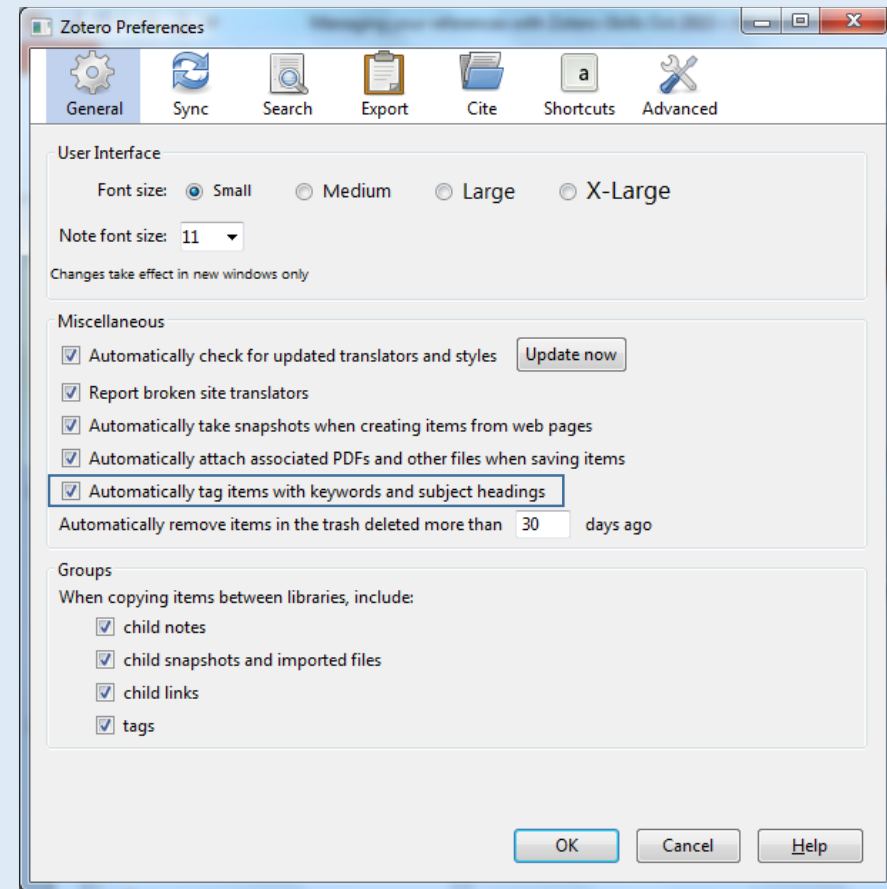 Zotero Preferences
General Sync Search Export Cite a Shortcuts Advanced
User Interface
Font size: Small Medium Large X-Large
Note font size: 11
Changes take effect in new windows only
Miscellaneous
Automatically check for updated translators and styles Update now
Report broken site translators
Automatically take snapshots when creating items from web pages
Automatically attach associated PDFs and other files when saving items
Automatically tag items with keywords and subject headings
Automatically remove items in the trash deleted more than 30 days ago
Groups
When copying items between libraries, include:
child notes
child snapshots and imported files
child links
tags
OK Cancel Help